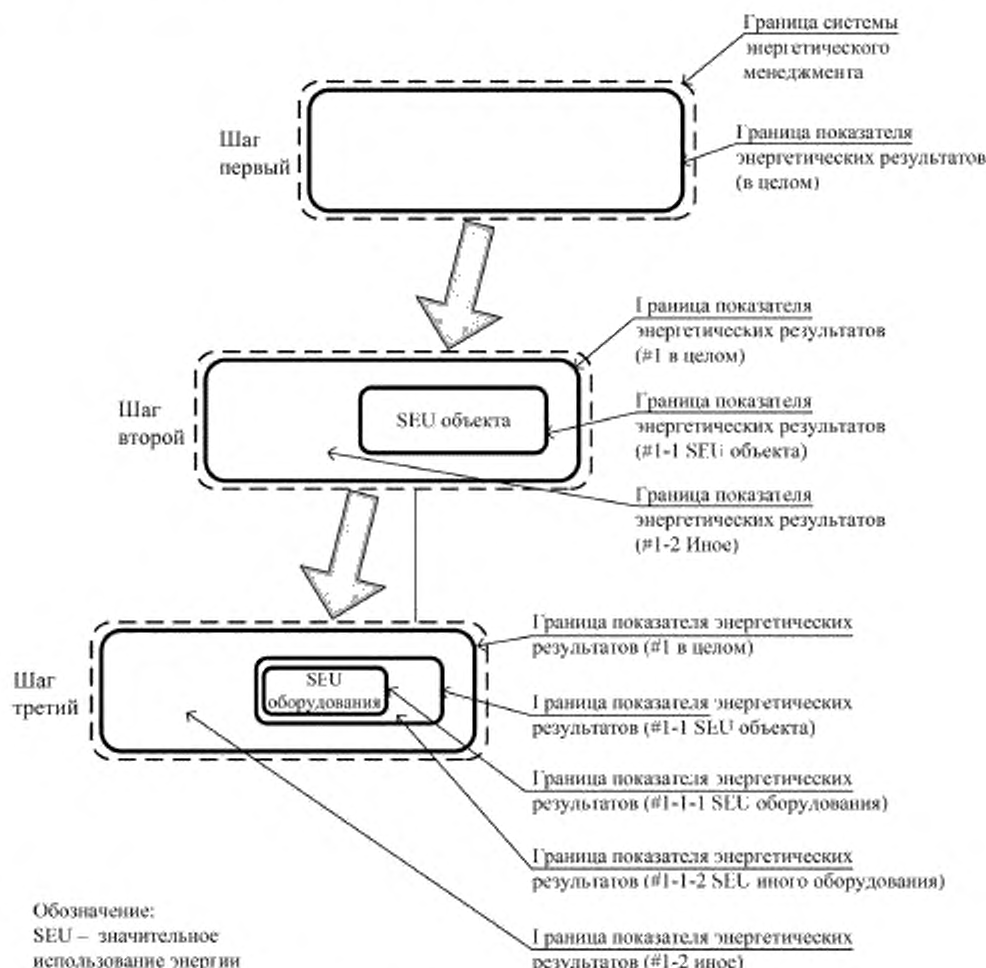 Граница системы
энергетического
менеджмента
Шаг
первый
Граница показателя
энергетических результатов
(в целом)
Граница показателя
энергетических результатов
(#1 в целом)
Шаг
второй
SEU объекта
Граница показателя
энергетических результатов
(#1-1 SEU объекта)
Граница показателя
энергетических результатов
(#1-2 Иное)
Граница показателя энергетических
результатов (#1 в целом)
Шаг
третий
SEU
оборудования
Граница показателя энергетических
результатов (#1-1 SEU объекта)
Граница показателя энергетических
результатов (#1-1-1 SEU оборудования)
Граница показателя энергетических
результатов (#1-1-2 SEU иного оборудования)
Обозначение:
SEU – значительное
использование энергии
Граница показателя энергетических
результатов (#1-2 иное)